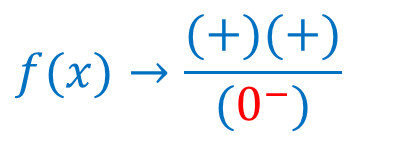 f(x) → (+)(+) / (0⁻)